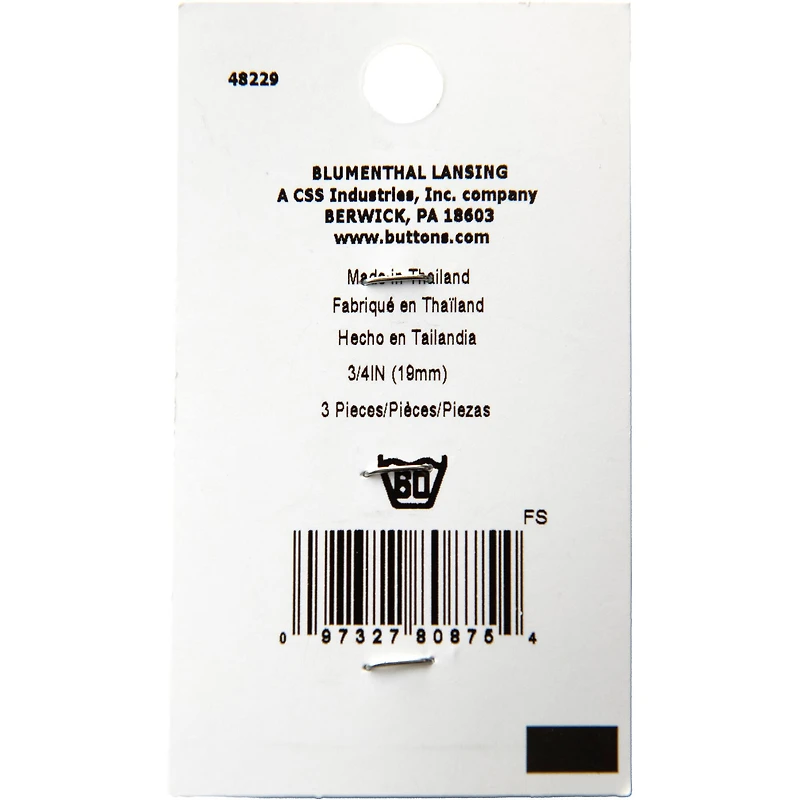 48229
BLUMENTHAL LANSING
A CSS Industries, Inc. company
BERWICK, PA 18603
www.buttons.com
Made in Thailand
Fabriqué en Thaïland
Hecho en Tailandia
3/4IN (19mm)
3 Pieces/Pièces/Piezas
FS
0 97327 80875 4